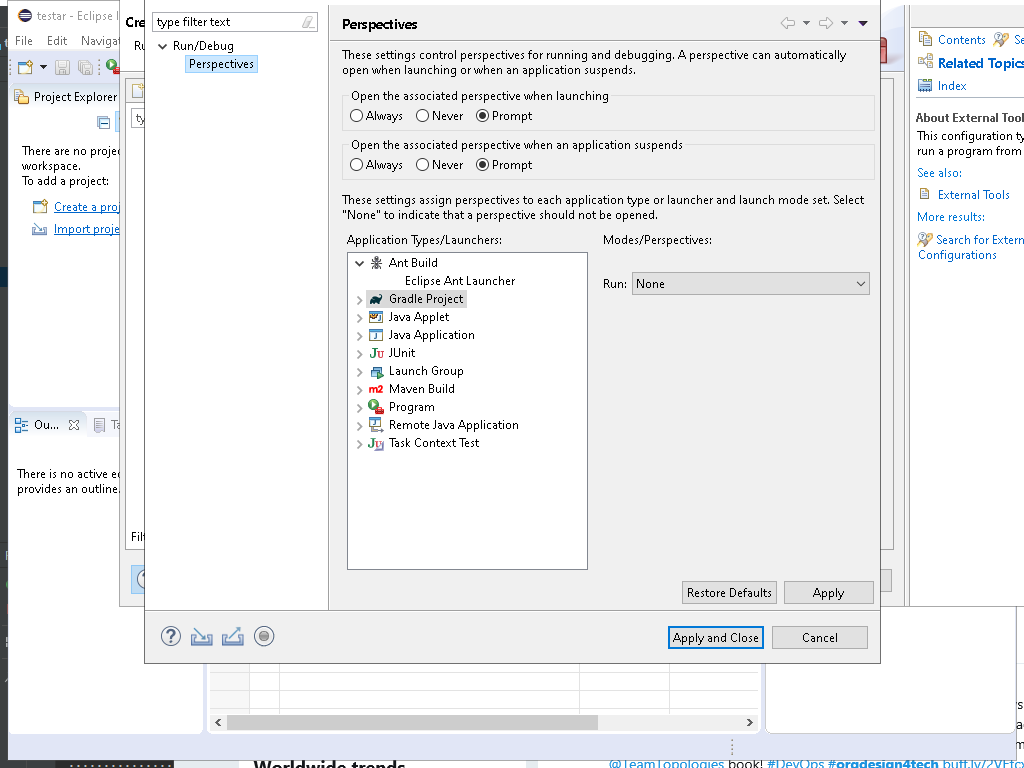 testar - Eclipse I
File Edit Navigat
Project Explorer
There are no projec
workspace.
To add a project:
Create a proj
Import proje
Ou...
Ta
There is no active ed
provides an outline.
Cre
type filter text
Run/Debug
Perspectives
Perspectives
These settings control perspectives for running and debugging. A perspective can automatically
open when launching or when an application suspends.
Open the associated perspective when launching
Always Never Prompt
Open the associated perspective when an application suspends
Always Never Prompt
These settings assign perspectives to each application type or launcher and launch mode set. Select
"None" to indicate that a perspective should not be opened.
Application Types/Launchers:
Modes/Perspectives:
Ant Build
Eclipse Ant Launcher
Gradle Project
Java Applet
Java Application
JUnit
Launch Group
m2 Maven Build
Program
Remote Java Application
Task Context Test
Run: None
Restore Defaults
Apply
Apply and Close
Cancel
Contents
Se
Related Topics
Index
About External Tool
This configuration ty
run a program from
See also:
External Tools
More results:
Search for Extern
Configurations
Worldwide trends
@TeamTopologies book! #DevOps #orgdesign4tech buff.ly/2VFfcx